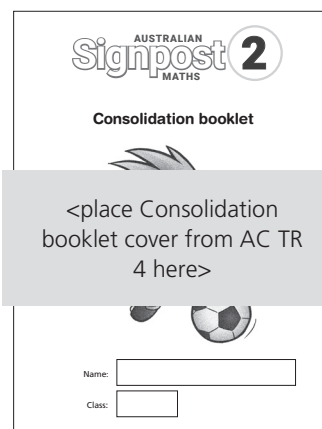 AUSTRALIAN
Signpost 2
MATHS
Consolidation booklet
<place Consolidation
booklet cover from AC TR
4 here>
Name:
Class: